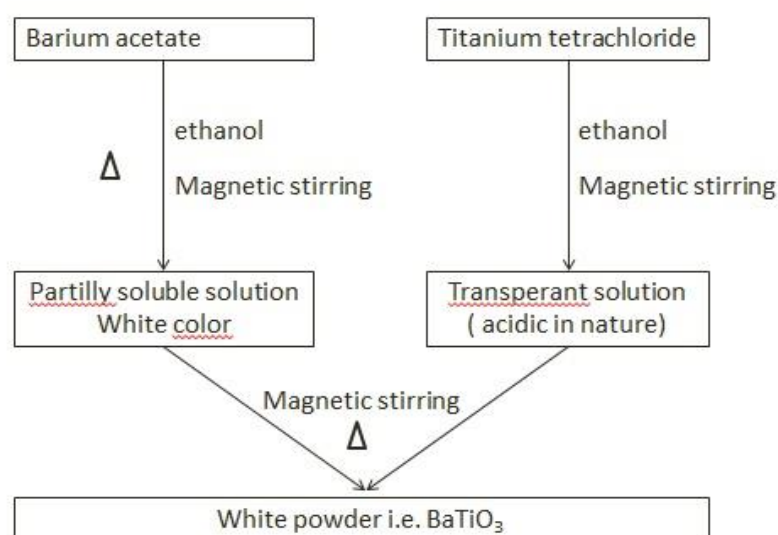 Barium acetate
Titanium tetrachloride
ethanol
Δ
Magnetic stirring
ethanol
Magnetic stirring
Partilly soluble solution
White color
Transperant solution
( acidic in nature)
Magnetic stirring
Δ
White powder i.e. BaTiO₃